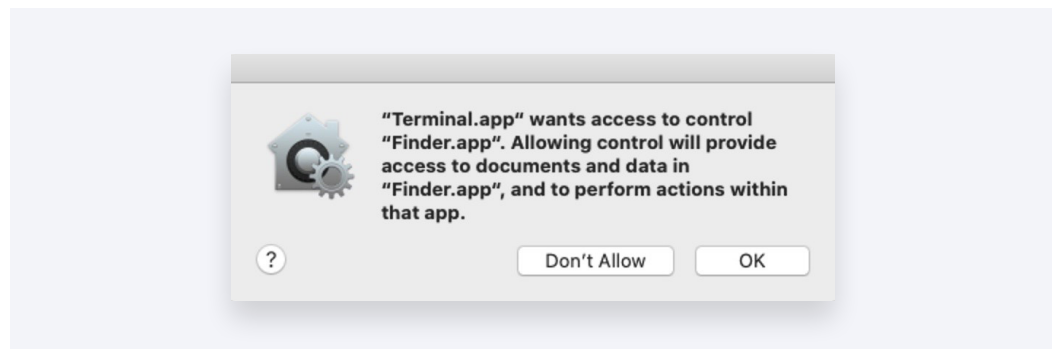 “Terminal.app“ wants access to control
“Finder.app“. Allowing control will provide
access to documents and data in
“Finder.app“, and to perform actions within
that app.
?
Don’t Allow
OK